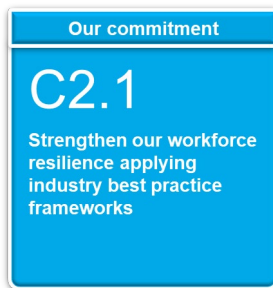 Our commitment
C2.1
Strengthen our workforce
resilience applying
industry best practice
frameworks